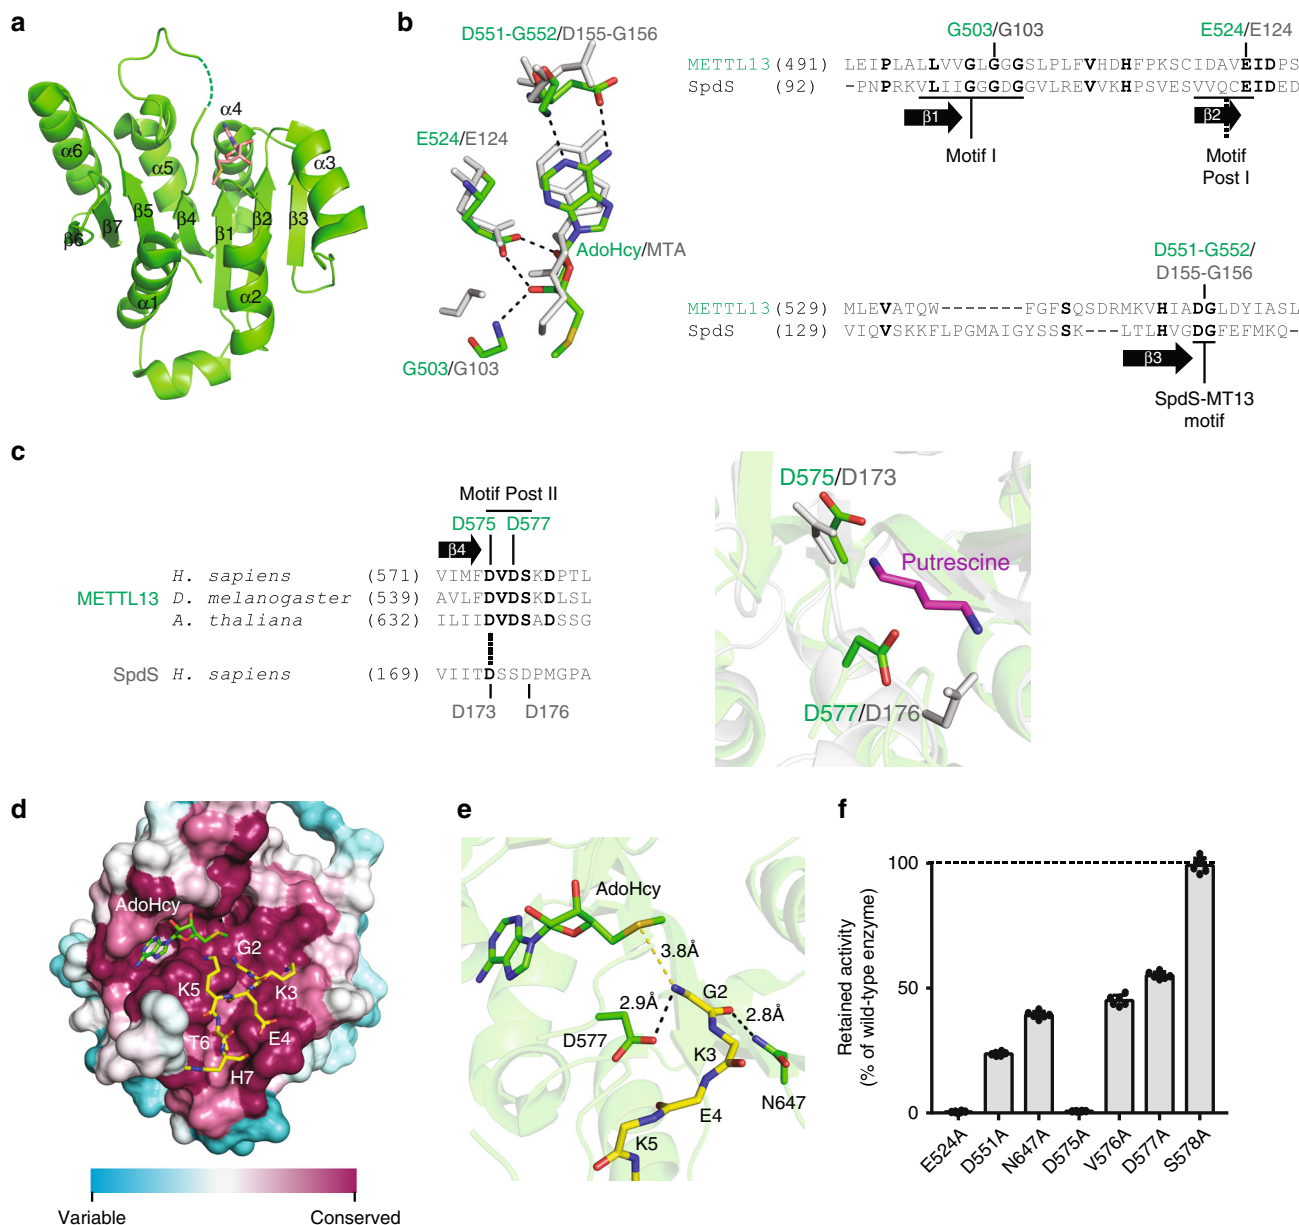 a
α4
α6
α5
α3
β5
β4
β2
β3
β7
β6
β1
α1
α2
b
D551-G552/D155-G156
E524/E124
AdoHcy/MTA
G503/G103
G503/G103
E524/E124
METTL13 (491) LEIPLALLVVGLGGGSLPLFVHDHFPKSCIDAVEIDPS
SpdS (92) –PNPRKVLIIGGGDGGVLREVVKHPSVESVVQCEIDED
β1
β2
Motif I
Motif
Post I
D551-G552/
D155-G156
METTL13 (529) MLEVATQW--------FGFSQSDRMKVHIADGLDYIASL
SpdS (129) VIQVSKKFLPGMAIGYSSSK---LTLHVGDGFEFMKQ–
β3
SpdS-MT13
motif
c
Motif Post II
D575 D577
β4
METTL13
H. sapiens (571) VIMFDVDSKDPTL
D. melanogaster (539) AVLFDVDSKDLSL
A. thaliana (632) ILIIDVDSADSSG
SpdS H. sapiens (169) VIITDSSDPMGPA
D173 D176
D575/D173
Putrescine
D577/D176
d
AdoHcy
G2
K5
K3
T6
E4
H7
Variable Conserved
e
AdoHcy
3.8Å
G2
2.9Å
2.8Å
D577
K3
E4
N647
K5
f
Retained activity
(% of wild-type enzyme)
100
50
0
E524A
D551A
N647A
D575A
V576A
D577A
S578A